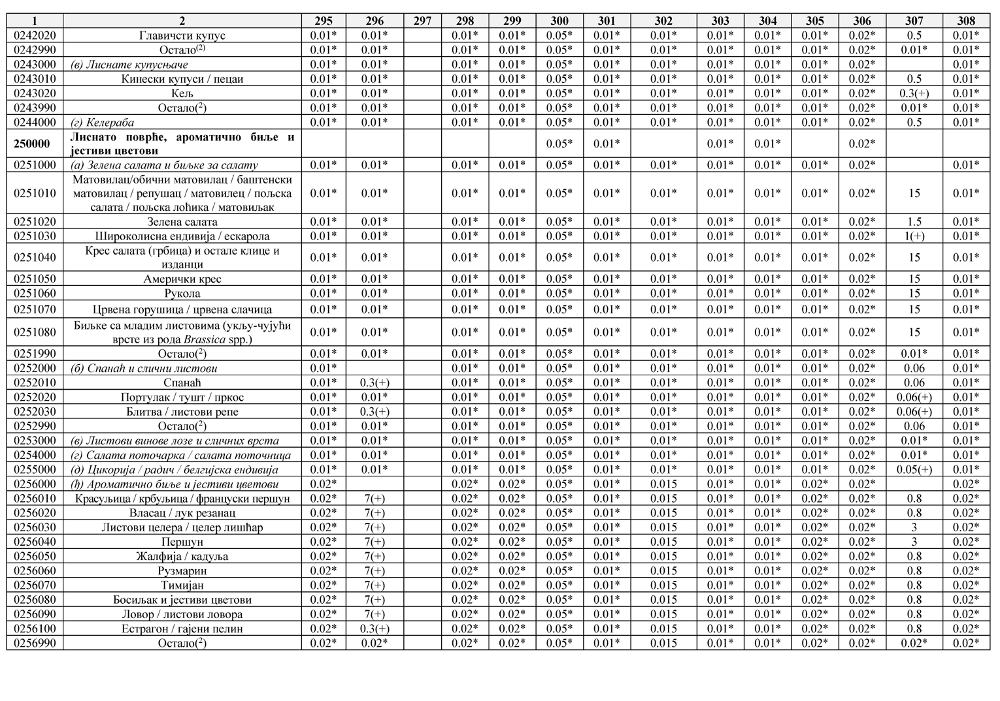 1 2 295 296 297 298 299 300 301 302 303 304 305 306 307 308
0242020 Главичсти купус 0.01* 0.01* 0.01* 0.01* 0.05* 0.01* 0.01* 0.01* 0.01* 0.01* 0.02* 0.5 0.01*
0242990 Остало(2) 0.01* 0.01* 0.01* 0.01* 0.05* 0.01* 0.01* 0.01* 0.01* 0.01* 0.02* 0.01* 0.01*
0243000 (в) Лиснате купусњаче 0.01* 0.01* 0.01* 0.01* 0.05* 0.01* 0.01* 0.01* 0.01* 0.01* 0.02* 0.01*
0243010 Кинески купуси / пецаи 0.01* 0.01* 0.01* 0.01* 0.05* 0.01* 0.01* 0.01* 0.01* 0.01* 0.02* 0.5 0.01*
0243020 Кељ 0.01* 0.01* 0.01* 0.01* 0.05* 0.01* 0.01* 0.01* 0.01* 0.01* 0.02* 0.3(+) 0.01*
0243990 Остало(2) 0.01* 0.01* 0.01* 0.01* 0.05* 0.01* 0.01* 0.01* 0.01* 0.01* 0.02* 0.01* 0.01*
0244000 (г) Келераба 0.01* 0.01* 0.01* 0.01* 0.05* 0.01* 0.01* 0.01* 0.01* 0.01* 0.02* 0.5 0.01*
250000 Лиснато поврће, ароматично биље и
јестиви цветови 0.05* 0.01* 0.01* 0.01* 0.02*
0251000 (а) Зелена салата и биљке за салату 0.01* 0.01* 0.01* 0.01* 0.05* 0.01* 0.01* 0.01* 0.01* 0.01* 0.02* 0.01*
Матовилац/обични матовилац / баштенски
0251010 матовилац / репушац / матовилец / пољска 0.01* 0.01* 0.01* 0.01* 0.05* 0.01* 0.01* 0.01* 0.01* 0.01* 0.02* 15 0.01*
салата / пољска лоћика / матовиљак
0251020 Зелена салата 0.01* 0.01* 0.01* 0.01* 0.05* 0.01* 0.01* 0.01* 0.01* 0.01* 0.02* 1.5 0.01*
0251030 Широколисна ендивија / ескарола 0.01* 0.01* 0.01* 0.01* 0.05* 0.01* 0.01* 0.01* 0.01* 0.01* 0.02* 1(+) 0.01*
0251040 Крес салата (грбица) и остале клице и
изданци 0.01* 0.01* 0.01* 0.01* 0.05* 0.01* 0.01* 0.01* 0.01* 0.01* 0.02* 15 0.01*
0251050 Амерички крес 0.01* 0.01* 0.01* 0.01* 0.05* 0.01* 0.01* 0.01* 0.01* 0.01* 0.02* 15 0.01*
0251060 Рукола 0.01* 0.01* 0.01* 0.01* 0.05* 0.01* 0.01* 0.01* 0.01* 0.01* 0.02* 15 0.01*
0251070 Црвена горушица / црвена слачица 0.01* 0.01* 0.01* 0.01* 0.05* 0.01* 0.01* 0.01* 0.01* 0.01* 0.02* 15 0.01*
0251080 Биљке са младим листовима (укљу-чујући
врсте из рода Brassica spp.) 0.01* 0.01* 0.01* 0.01* 0.05* 0.01* 0.01* 0.01* 0.01* 0.01* 0.02* 15 0.01*
0251990 Остало(2) 0.01* 0.01* 0.01* 0.01* 0.05* 0.01* 0.01* 0.01* 0.01* 0.01* 0.02* 0.01* 0.01*
0252000 (б) Спанаћ и слични листови 0.01* 0.01* 0.01* 0.05* 0.01* 0.01* 0.01* 0.01* 0.01* 0.02* 0.06 0.01*
0252010 Спанаћ 0.01* 0.3(+) 0.01* 0.01* 0.05* 0.01* 0.01* 0.01* 0.01* 0.01* 0.02* 0.06 0.01*
0252020 Портулак / тушт / пркос 0.01* 0.01* 0.01* 0.01* 0.05* 0.01* 0.01* 0.01* 0.01* 0.01* 0.02* 0.06(+) 0.01*
0252030 Блитва / листови репе 0.01* 0.3(+) 0.01* 0.01* 0.05* 0.01* 0.01* 0.01* 0.01* 0.01* 0.02* 0.06(+) 0.01*
0252990 Остало(2) 0.01* 0.01* 0.01* 0.01* 0.05* 0.01* 0.01* 0.01* 0.01* 0.01* 0.02* 0.06 0.01*
0253000 (в) Листови винове лозе и сличних врста 0.01* 0.01* 0.01* 0.01* 0.05* 0.01* 0.01* 0.01* 0.01* 0.01* 0.02* 0.01* 0.01*
0254000 (г) Салата поточарка / салата поточница 0.01* 0.01* 0.01* 0.01* 0.05* 0.01* 0.01* 0.01* 0.01* 0.01* 0.02* 0.01* 0.01*
0255000 (д) Цикорија / радич / белгијска ендивија 0.01* 0.01* 0.01* 0.01* 0.05* 0.01* 0.01* 0.01* 0.01* 0.01* 0.02* 0.05(+) 0.01*
0256000 (ђ) Ароматично биље и јестиви цветови 0.02* 0.02* 0.02* 0.05* 0.01* 0.015 0.01* 0.01* 0.02* 0.02* 0.02*
0256010 Красуљица / крбуљица / француски першун 0.02* 7(+) 0.02* 0.02* 0.05* 0.01* 0.015 0.01* 0.01* 0.02* 0.02* 0.8 0.02*
0256020 Власац / лук резанац 0.02* 7(+) 0.02* 0.02* 0.05* 0.01* 0.015 0.01* 0.01* 0.02* 0.02* 0.8 0.02*
0256030 Листови целера / целер лишћар 0.02* 7(+) 0.02* 0.02* 0.05* 0.01* 0.015 0.01* 0.01* 0.02* 0.02* 3 0.02*
0256040 Першун 0.02* 7(+) 0.02* 0.02* 0.05* 0.01* 0.015 0.01* 0.01* 0.02* 0.02* 3 0.02*
0256050 Жалфија / кадуља 0.02* 7(+) 0.02* 0.02* 0.05* 0.01* 0.015 0.01* 0.01* 0.02* 0.02* 0.8 0.02*
0256060 Рузмарин 0.02* 7(+) 0.02* 0.02* 0.05* 0.01* 0.015 0.01* 0.01* 0.02* 0.02* 0.8 0.02*
0256070 Тимијан 0.02* 7(+) 0.02* 0.02* 0.05* 0.01* 0.015 0.01* 0.01* 0.02* 0.02* 0.8 0.02*
0256080 Босиљак и јестиви цветови 0.02* 7(+) 0.02* 0.02* 0.05* 0.01* 0.015 0.01* 0.01* 0.02* 0.02* 0.8 0.02*
0256090 Ловор / листови ловора 0.02* 7(+) 0.02* 0.02* 0.05* 0.01* 0.015 0.01* 0.01* 0.02* 0.02* 0.8 0.02*
0256100 Естрагон / гајени пелин 0.02* 0.3(+) 0.02* 0.02* 0.05* 0.01* 0.015 0.01* 0.01* 0.02* 0.02* 0.8 0.02*
0256990 Остало(2) 0.02* 0.02* 0.02* 0.02* 0.05* 0.01* 0.015 0.01* 0.01* 0.02* 0.02* 0.02* 0.02*